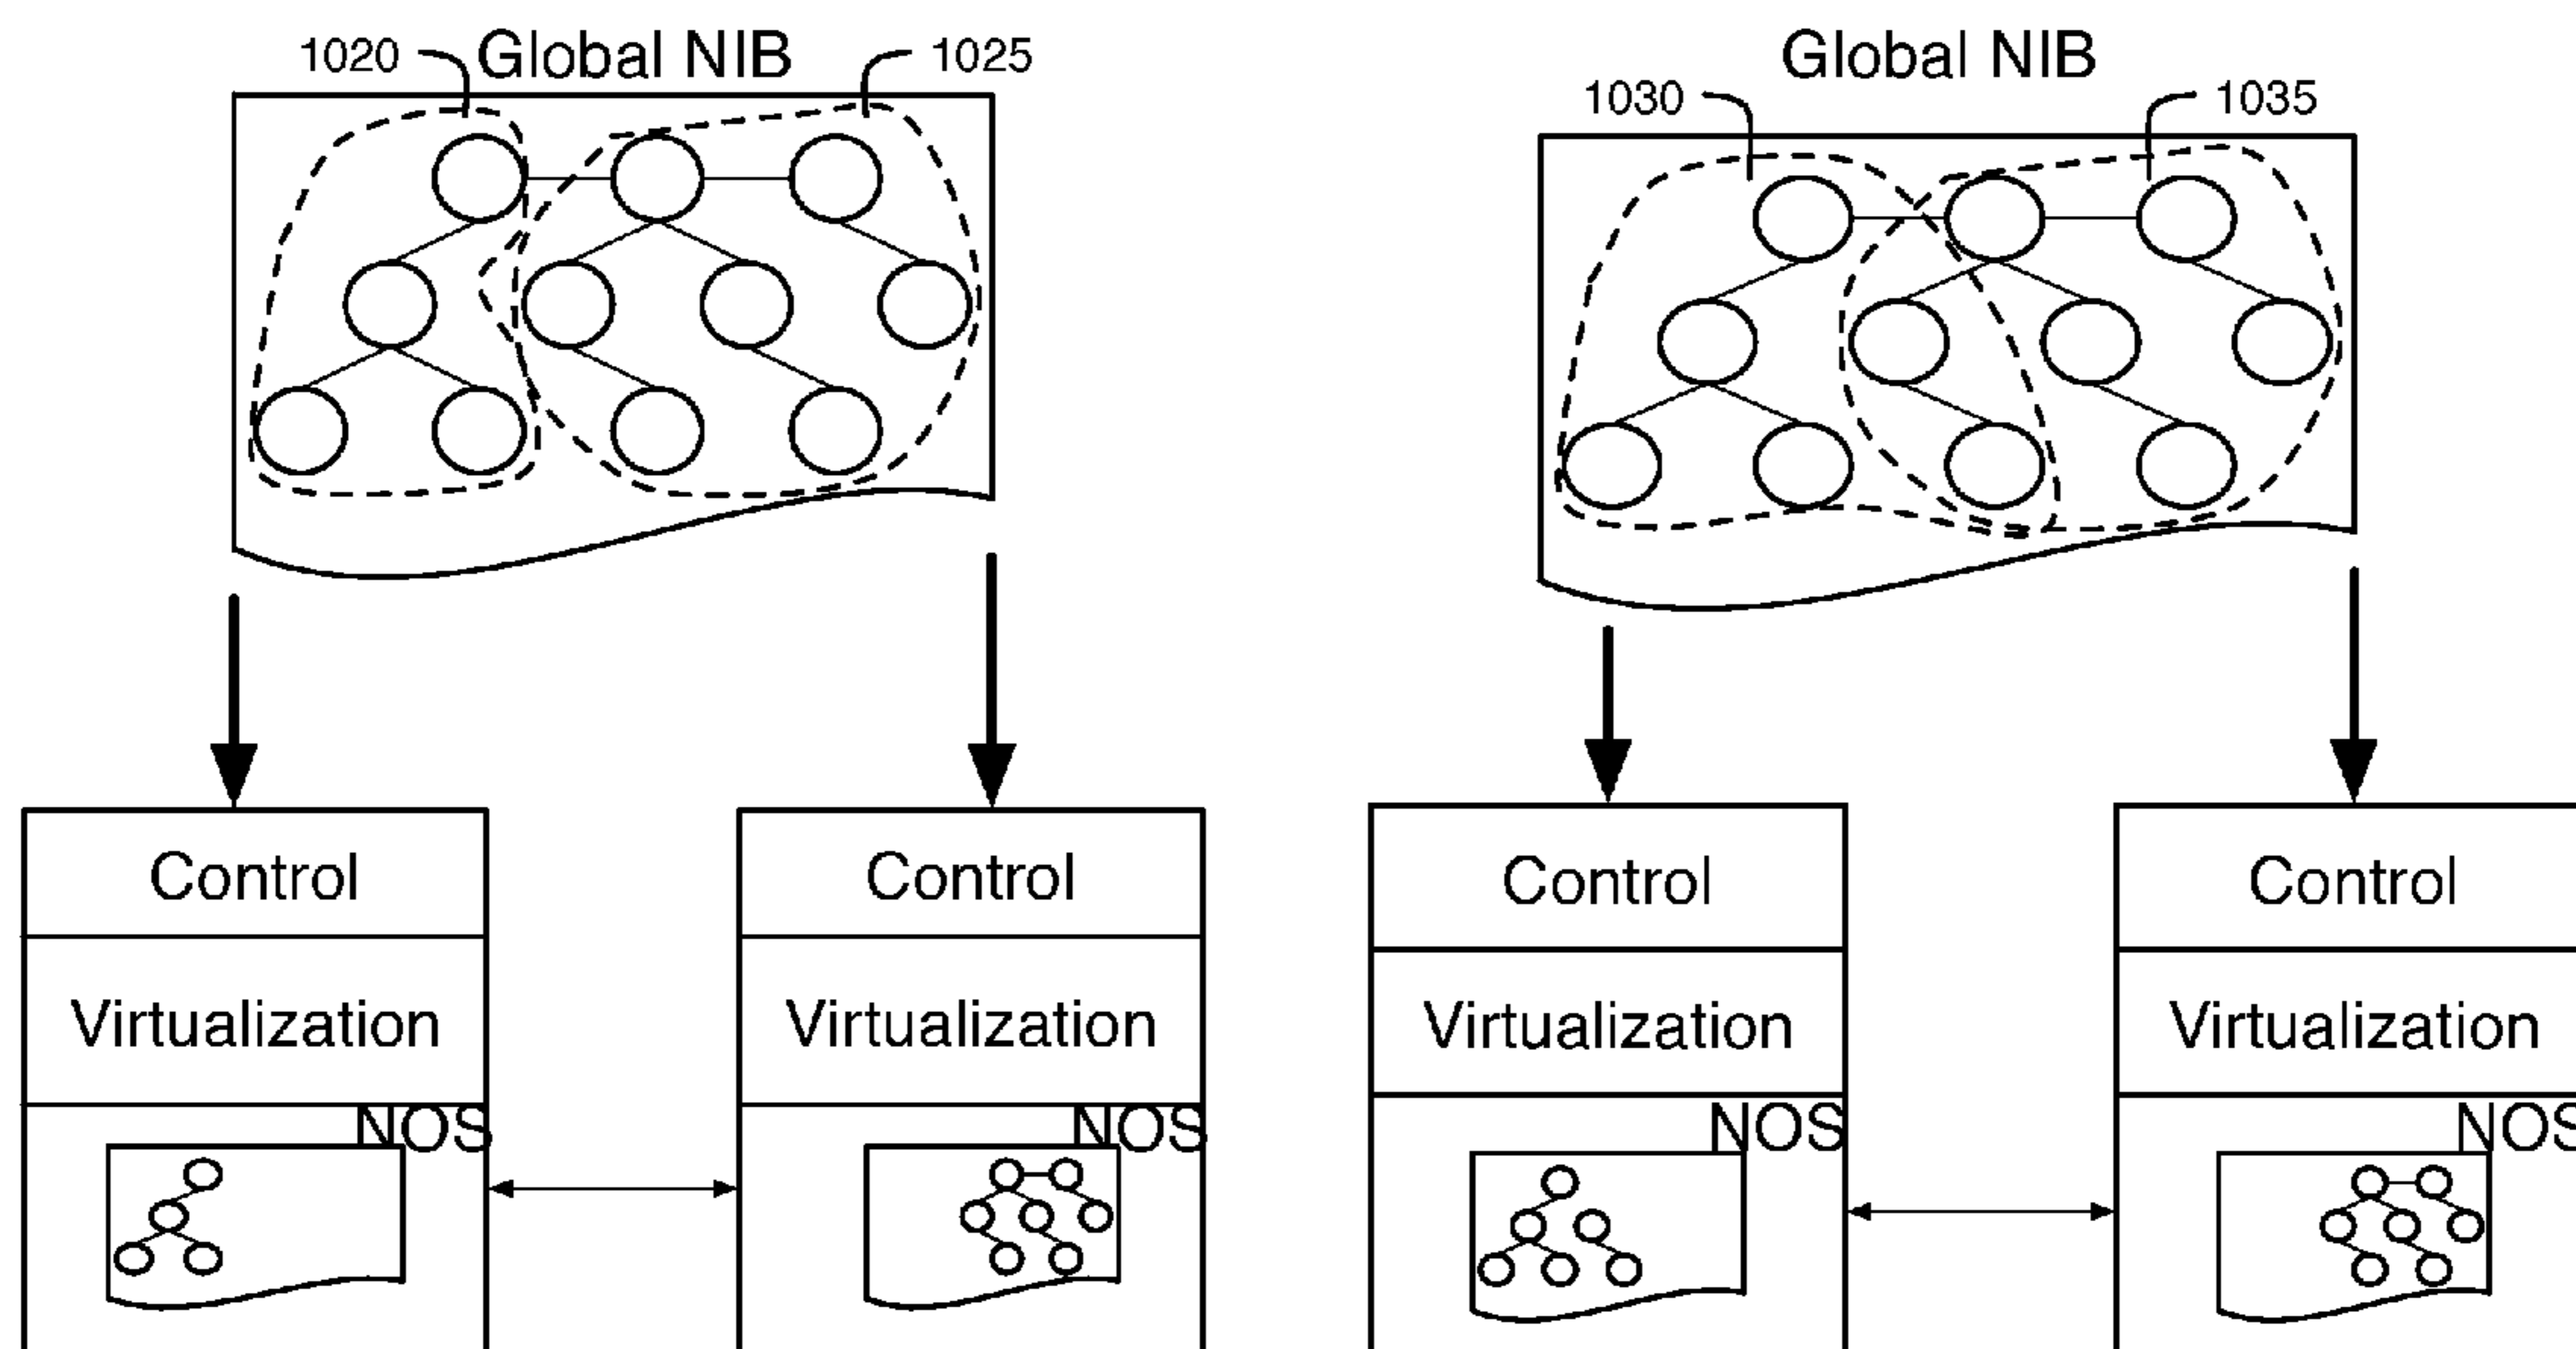 1020 Global NIB 1025
Global NIB
1030 1035
Control
Virtualization
NOS
Control
Virtualization
NOS
Control
Virtualization
NOS
Control
Virtualization
NOS